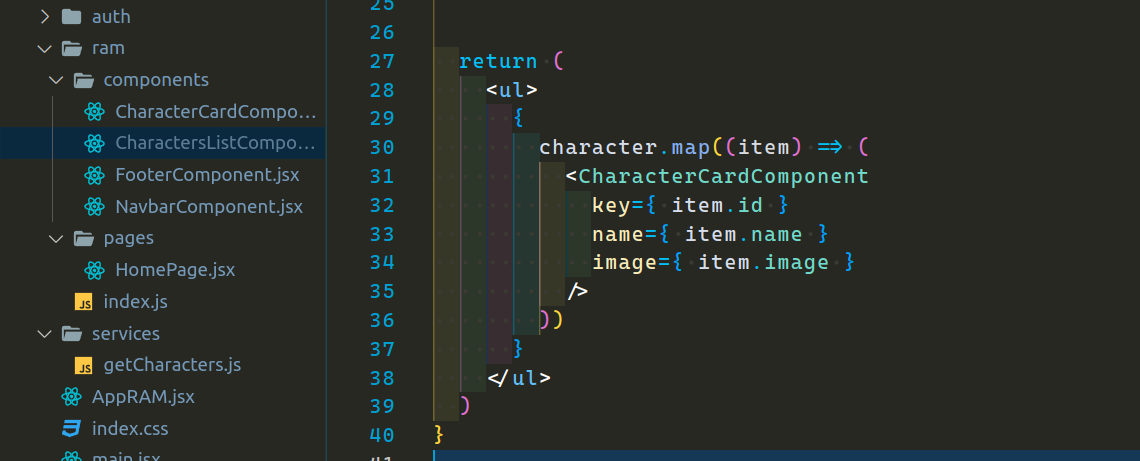 auth
ram
components
CharacterCardCompo...
CharactersListCompo...
FooterComponent.jsx
NavbarComponent.jsx
pages
HomePage.jsx
JS index.js
services
JS getCharacters.js
AppRAM.jsx
index.css
main.jsx
25
26
27 return (
28 <ul>
29 {
30 character.map((item) => (
31 <CharacterCardComponent
32 key={ item.id }
33 name={ item.name }
34 image={ item.image }
35 />
36 ))
37 }
38 </ul>
39 )
40 }
41